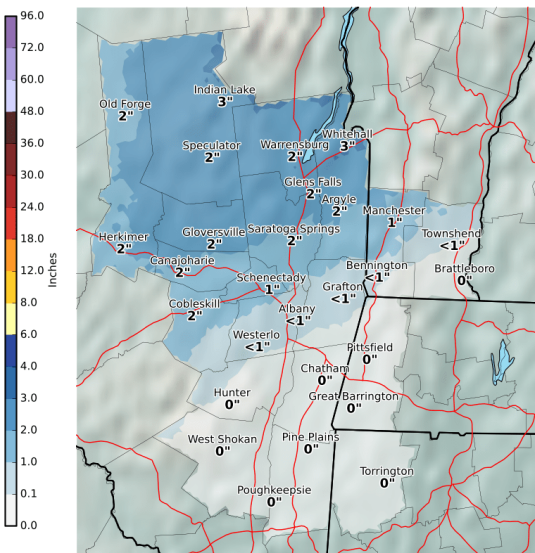 96.0
72.0
60.0
48.0
36.0
30.0
24.0
18.0
12.0
8.0
6.0
4.0
3.0
2.0
1.0
0.1
0.0
Inches
Indian Lake
3"
Old Forge
2"
Whitehall
3"
Speculator
2"
Warrensburg
2"
Glens Falls
2"
Argyle
2"
Manchester
1"
Townshend
<1"
Herkimer
2"
Gloversville
2"
Saratoga Springs
2"
Canajoharie
2"
Bennington
<1"
Brattleboro
0"
Schenectady
1"
Grafton
<1"
Cobleskill
2"
Albany
<1"
Westerlo
<1"
Pittsfield
0"
Chatham
0"
Hunter
0"
Great Barrington
0"
West Shokan
0"
Pine Plains
0"
Torrington
0"
Poughkeepsie
0"